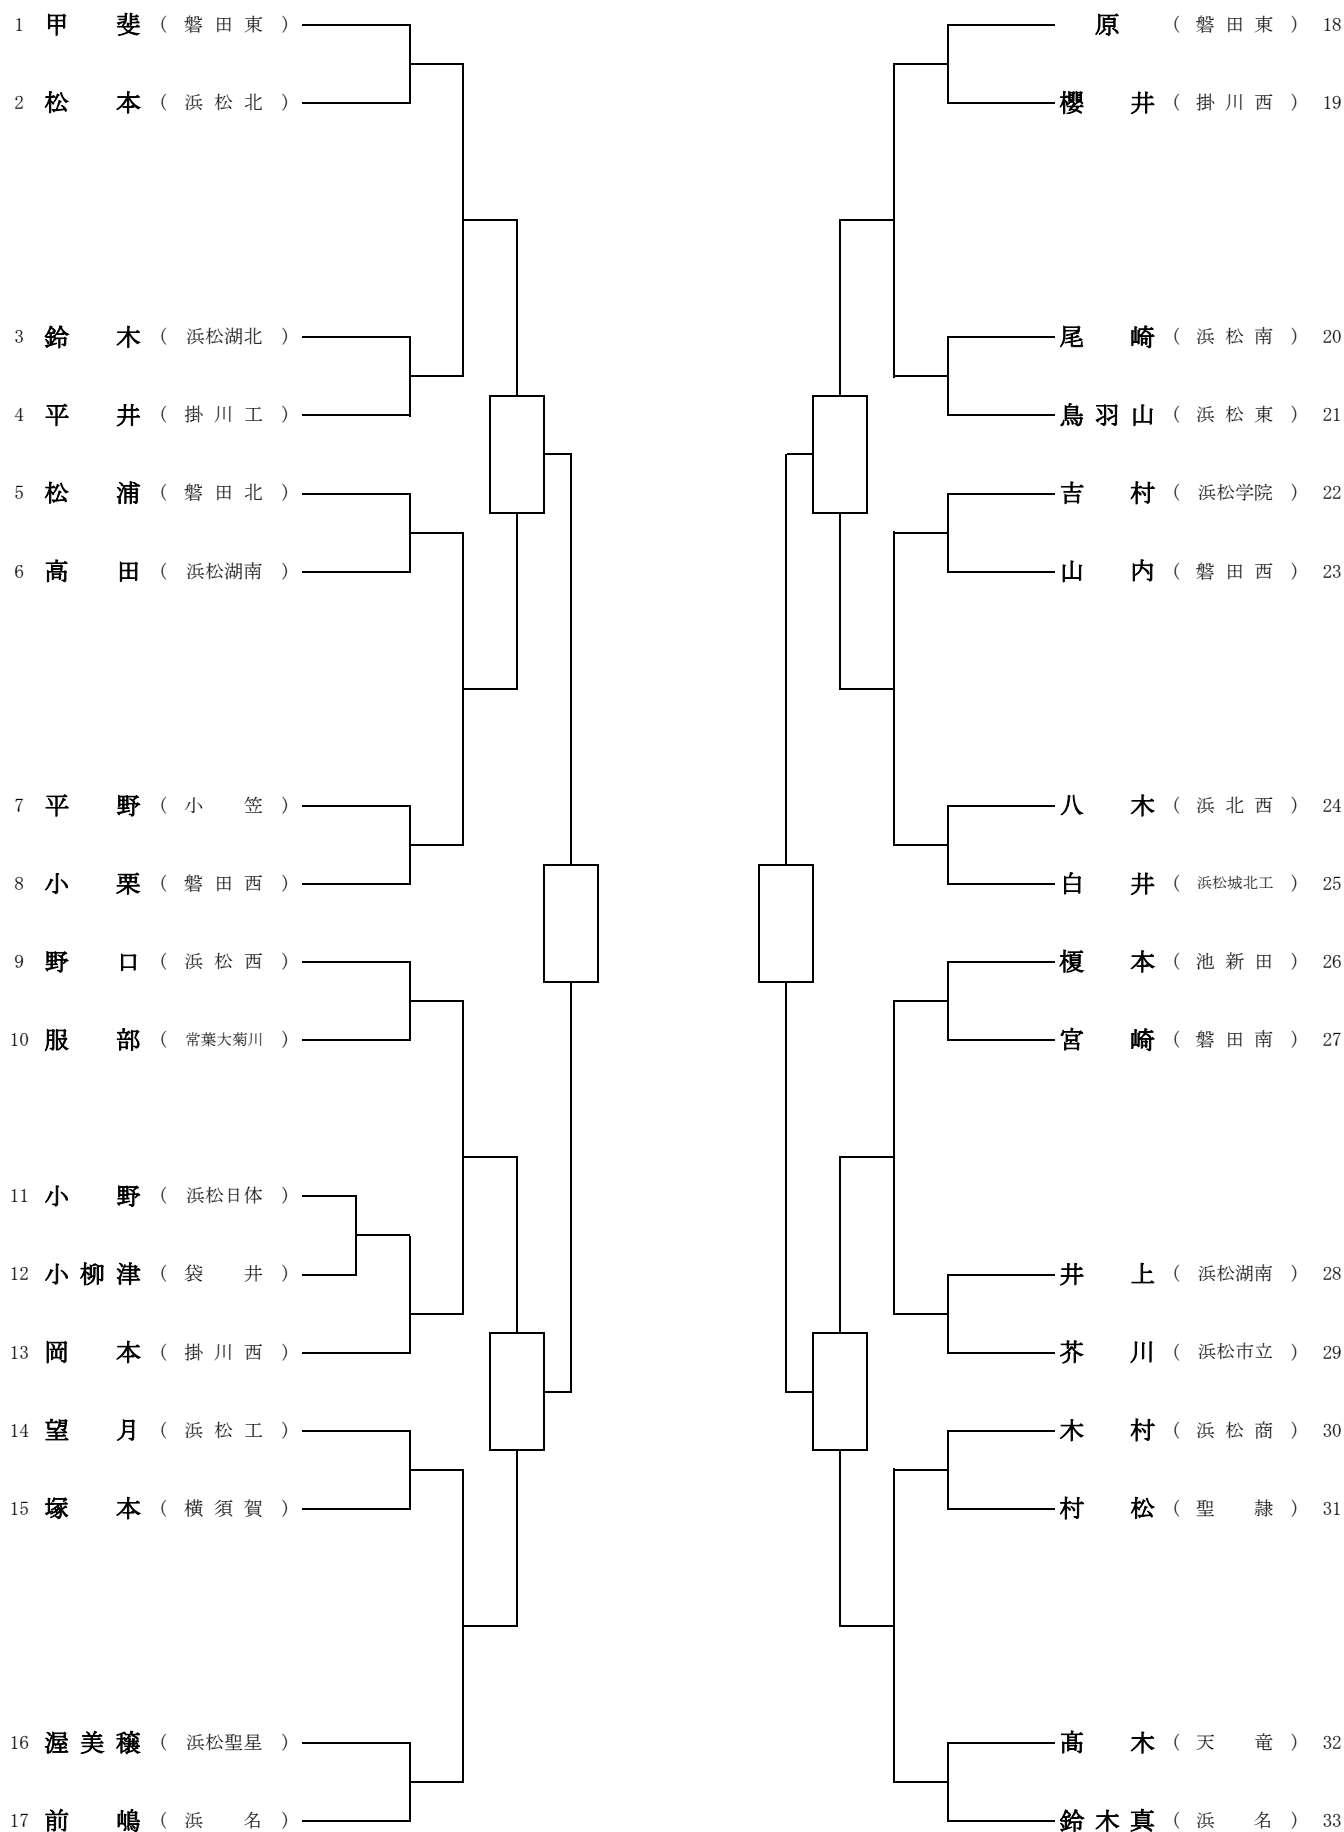 1 甲斐 ( 磐田東 )
2 松本 ( 浜松北 )
3 鈴木 ( 浜松湖北 )
4 平井 ( 掛川工 )
5 松浦 ( 磐田北 )
6 高田 ( 浜松湖南 )
7 平野 ( 小笠 )
8 小栗 ( 磐田西 )
9 野口 ( 浜松西 )
10 服部 ( 常葉大菊川 )
11 小野 ( 浜松日体 )
12 小柳津 ( 袋井 )
13 岡本 ( 掛川西 )
14 望月 ( 浜松工 )
15 塚本 ( 横須賀 )
16 渥美穣 ( 浜松聖星 )
17 前嶋 ( 浜名 )
原 ( 磐田東 ) 18
櫻井 ( 掛川西 ) 19
尾崎 ( 浜松南 ) 20
鳥羽山 ( 浜松東 ) 21
吉村 ( 浜松学院 ) 22
山内 ( 磐田西 ) 23
八木 ( 浜北西 ) 24
白井 ( 浜松城北工 ) 25
榎本 ( 池新田 ) 26
宮崎 ( 磐田南 ) 27
井上 ( 浜松湖南 ) 28
芥川 ( 浜松市立 ) 29
木村 ( 浜松商 ) 30
村松 ( 聖隷 ) 31
髙木 ( 天竜 ) 32
鈴木真 ( 浜名 ) 33